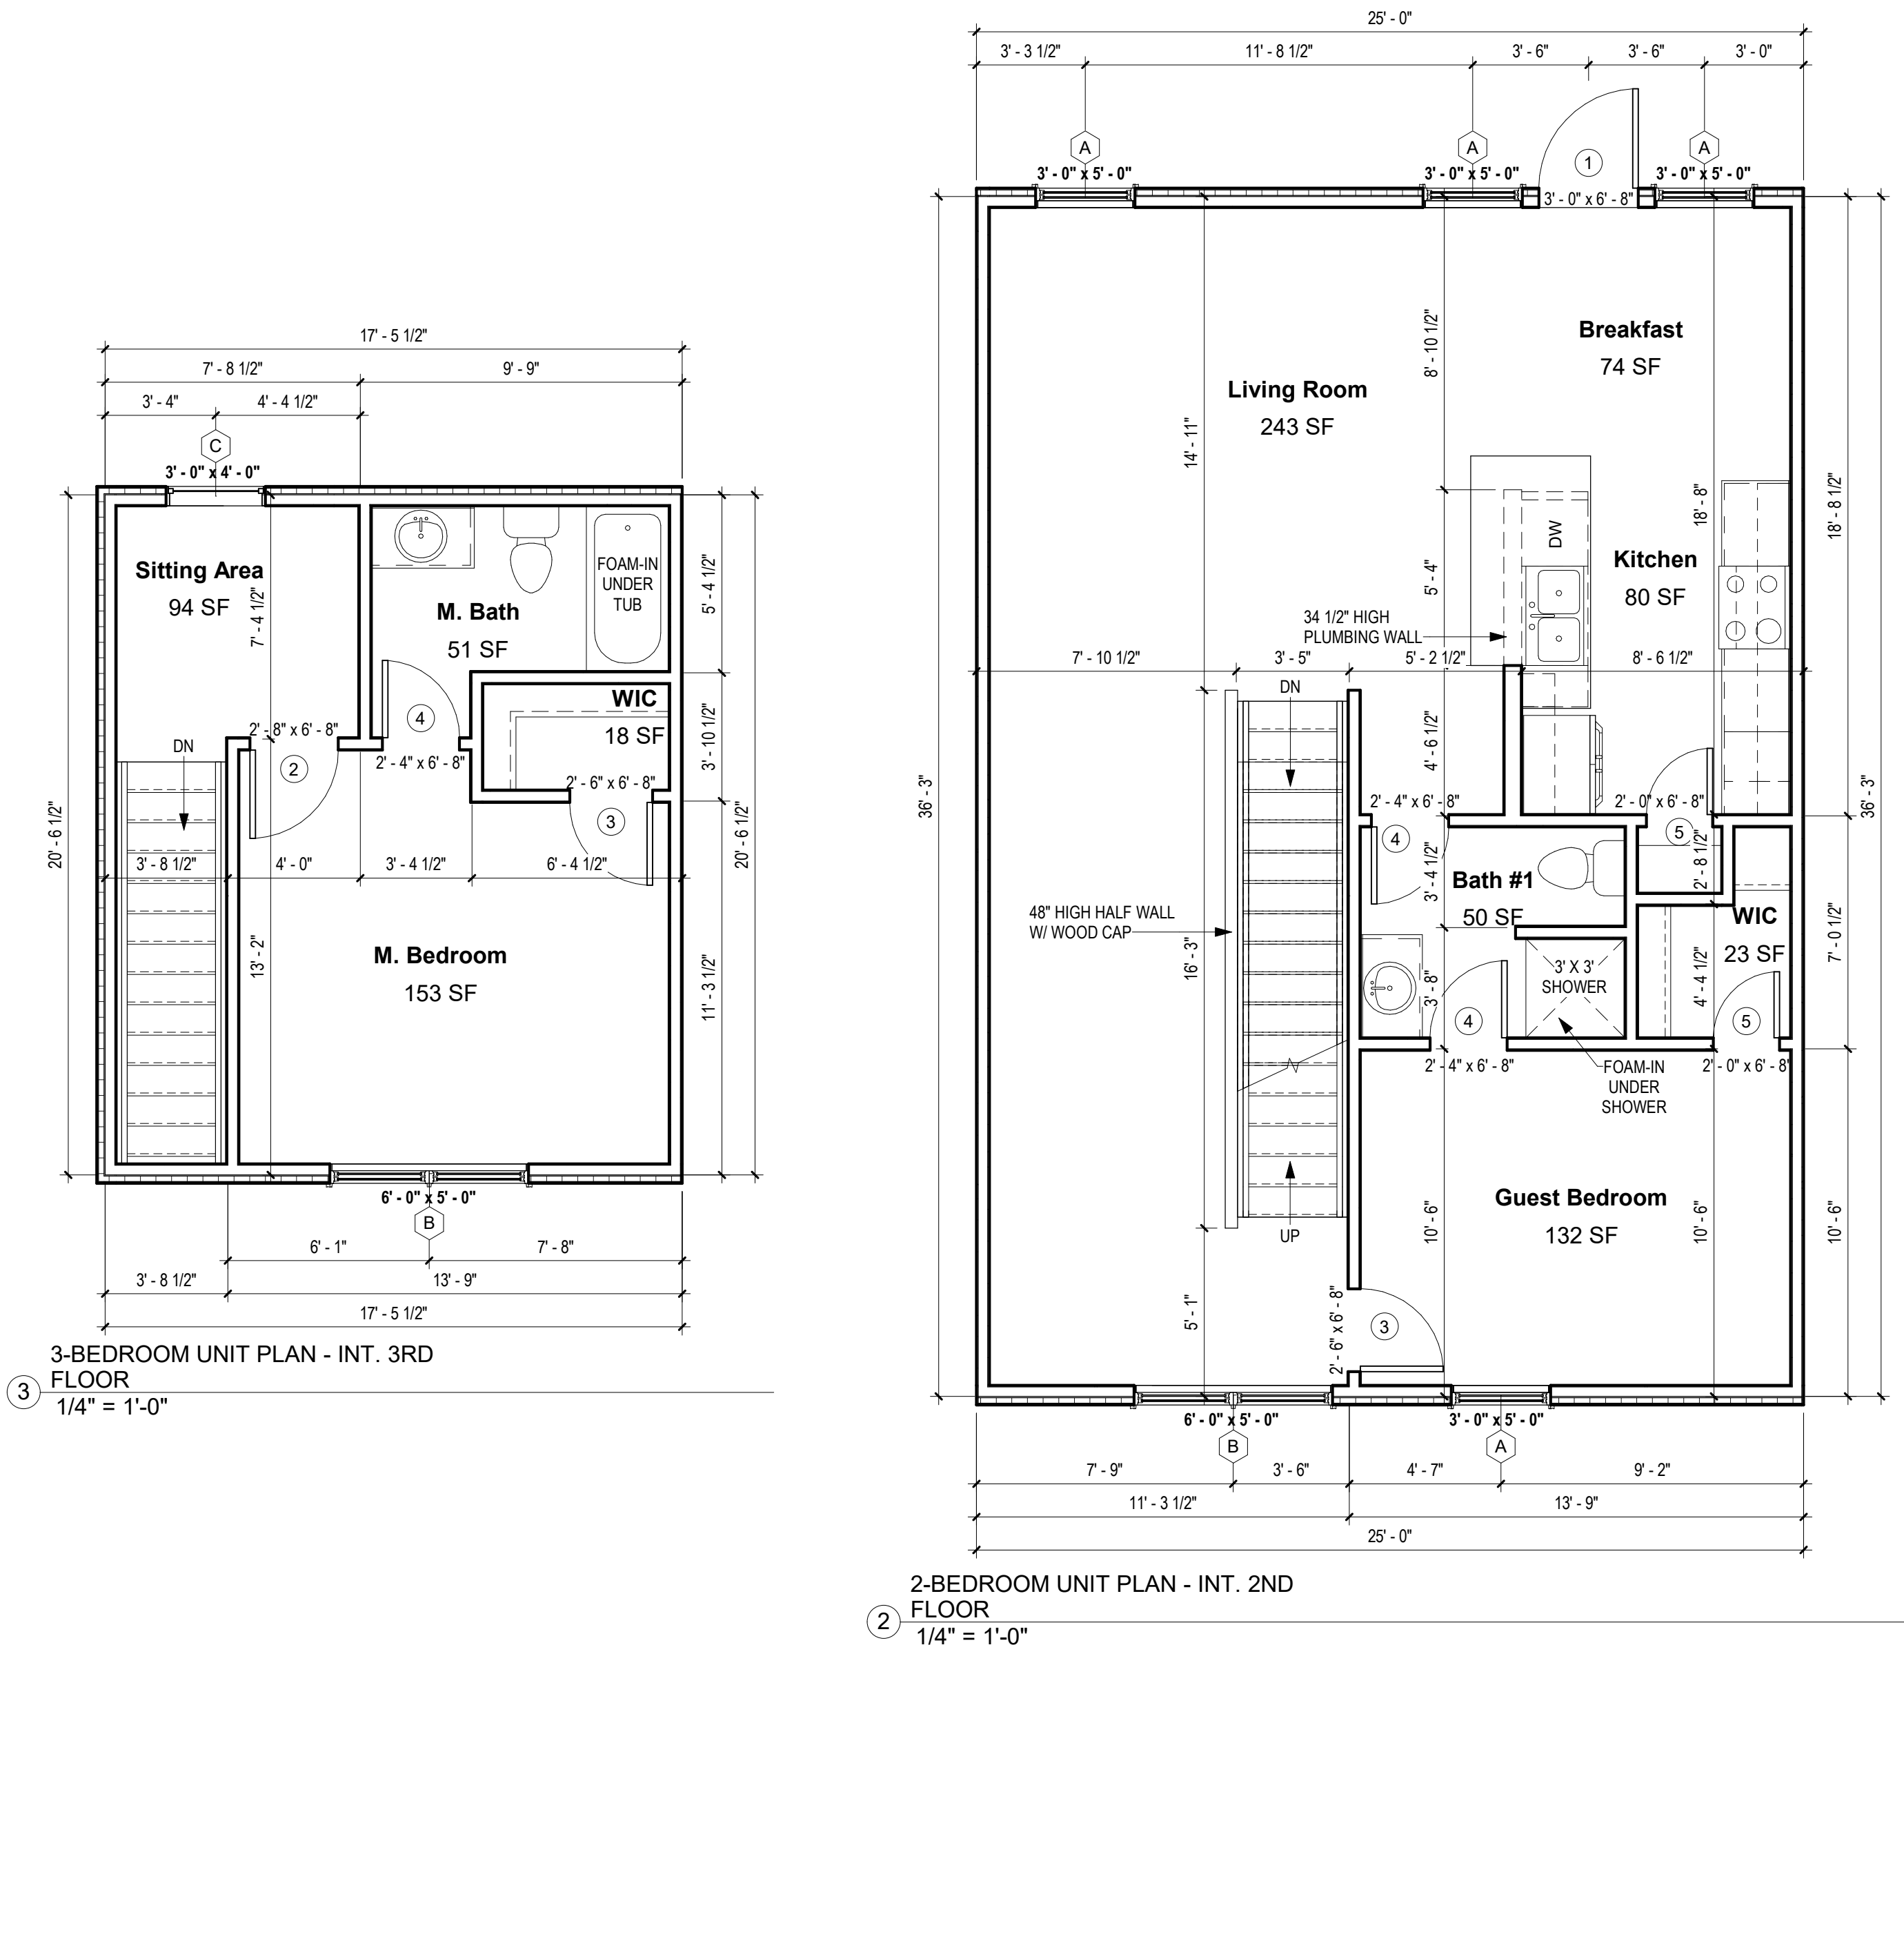 17' - 5 1/2"
7' - 8 1/2"
9' - 9"
3' - 4"
4' - 4 1/2"
C
3' - 0" x 4' - 0"
Sitting Area
94 SF
7' - 4 1/2"
M. Bath
51 SF
FOAM-IN
UNDER
TUB
5' - 4 1/2"
WIC
18 SF
3' - 10 1/2"
2' - 8" x 6' - 8"
2
4
2' - 4" x 6' - 8"
2' - 6" x 6' - 8"
3
DN
20' - 6 1/2"
20' - 6 1/2"
3' - 8 1/2"
4' - 0"
3' - 4 1/2"
6' - 4 1/2"
13' - 2"
M. Bedroom
153 SF
11' - 3 1/2"
6' - 0" x 5' - 0"
B
6' - 1"
7' - 8"
3' - 8 1/2"
13' - 9"
17' - 5 1/2"
3-BEDROOM UNIT PLAN - INT. 3RD
FLOOR
3
1/4" = 1'-0"
25' - 0"
3' - 3 1/2"
11' - 8 1/2"
3' - 6"
3' - 6"
3' - 0"
A
A
1
A
3' - 0" x 5' - 0"
3' - 0" x 5' - 0"
3' - 0" x 5' - 0"
3' - 0" x 6' - 8"
Breakfast
74 SF
8' - 10 1/2"
Living Room
243 SF
14' - 11"
18' - 8"
18' - 8 1/2"
DW
Kitchen
80 SF
5' - 4"
34 1/2" HIGH
PLUMBING WALL
7' - 10 1/2"
3' - 5"
5' - 2 1/2"
8' - 6 1/2"
DN
4' - 6 1/2"
36' - 3"
36' - 3"
2' - 4" x 6' - 8"
2' - 0" x 6' - 8"
4
5
2' - 8 1/2"
3' - 4 1/2"
Bath #1
50 SF
48" HIGH HALF WALL
W/ WOOD CAP
WIC
23 SF
7' - 0 1/2"
16' - 3"
3' X 3'
SHOWER
3' - 8"
4' - 4 1/2"
4
5
2' - 4" x 6' - 8"
2' - 0" x 6' - 8"
FOAM-IN
UNDER
SHOWER
Guest Bedroom
132 SF
10' - 6"
10' - 6"
10' - 6"
UP
5' - 1"
2' - 6" x 6' - 8"
3
6' - 0" x 5' - 0"
3' - 0" x 5' - 0"
B
A
7' - 9"
3' - 6"
4' - 7"
9' - 2"
11' - 3 1/2"
13' - 9"
25' - 0"
2-BEDROOM UNIT PLAN - INT. 2ND
FLOOR
2
1/4" = 1'-0"